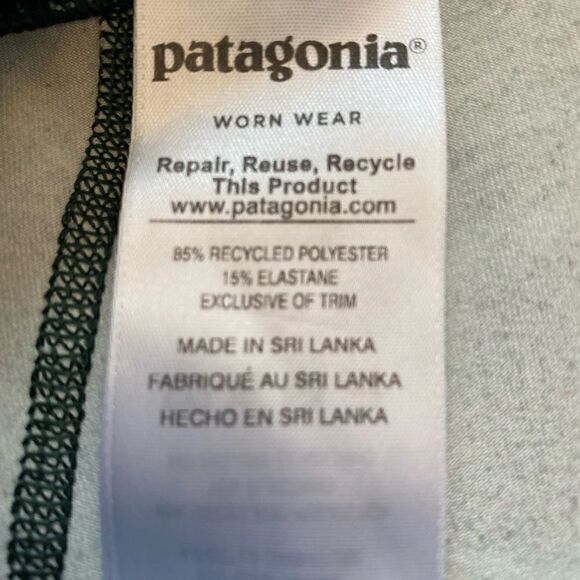 patagonia®
WORN WEAR
Repair, Reuse, Recycle
This Product
www.patagonia.com
85% RECYCLED POLYESTER
15% ELASTANE
EXCLUSIVE OF TRIM
MADE IN SRI LANKA
FABRIQUÉ AU SRI LANKA
HECHO EN SRI LANKA